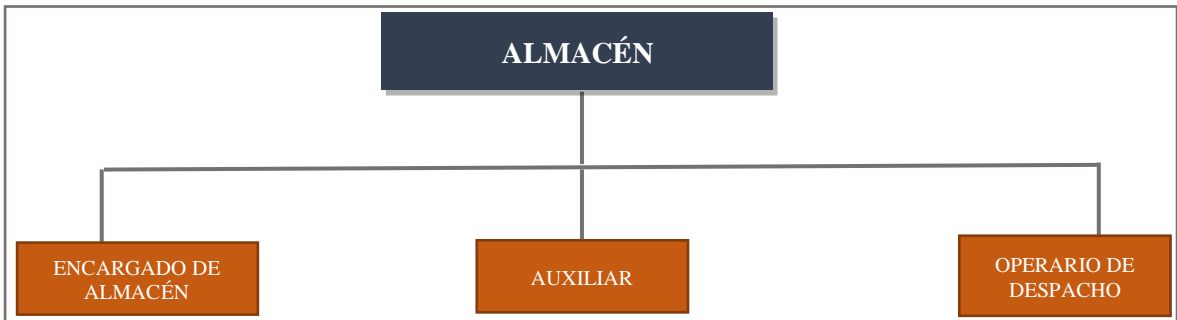 ALMACÉN
ENCARGADO DE
ALMACÉN
AUXILIAR
OPERARIO DE
DESPACHO